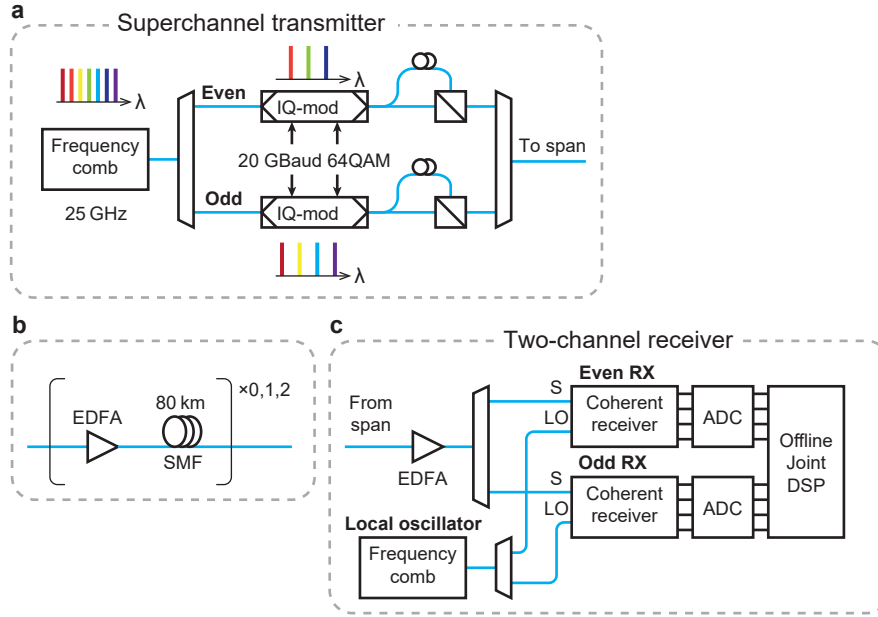 a
Superchannel transmitter
λ
λ
Even
IQ-mod
Frequency
comb
25 GHz
20 GBaud 64QAM
To span
Odd
IQ-mod
λ
b
EDFA
80 km
SMF
×0,1,2
c
Two-channel receiver
From
span
EDFA
Even RX
S
LO
Coherent
receiver
ADC
Odd RX
S
LO
Coherent
receiver
ADC
Offline
Joint
DSP
Local oscillator
Frequency
comb